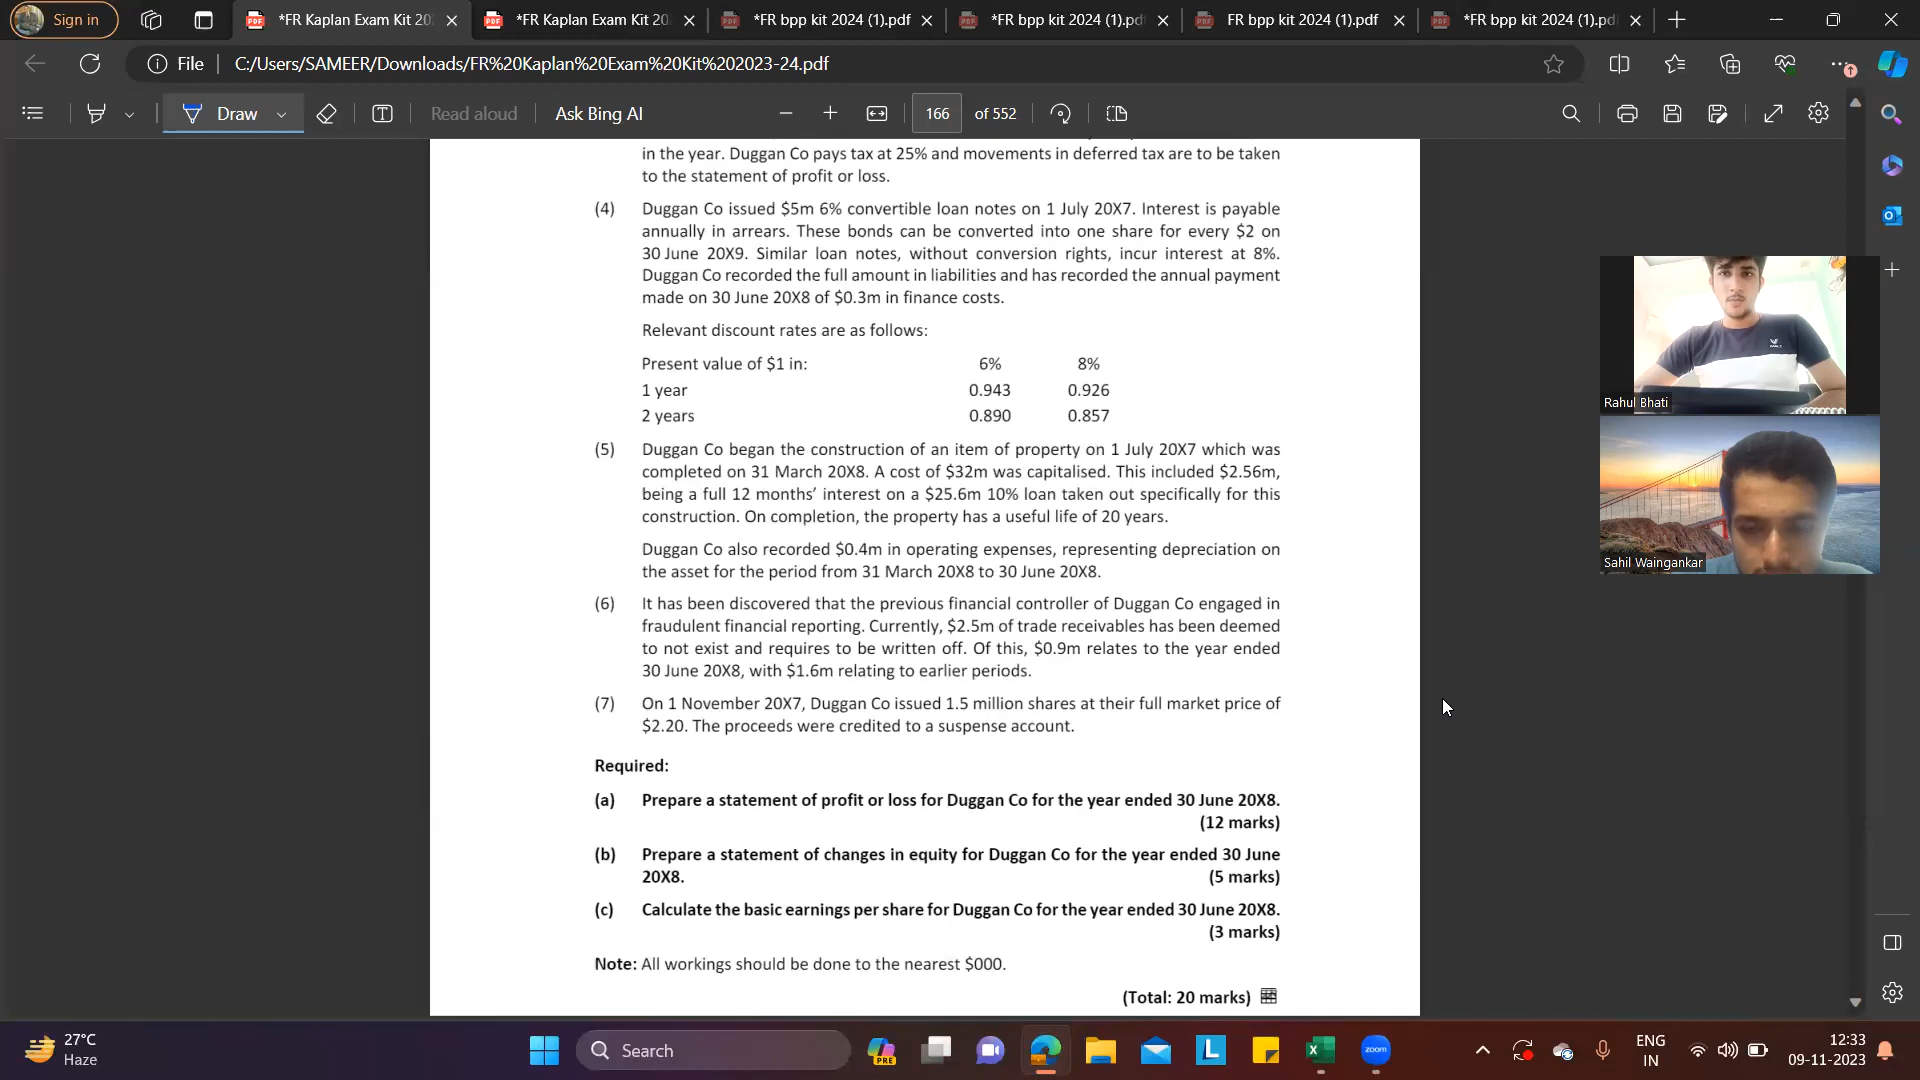 Sign in
*FR Kaplan Exam Kit 20
*FR Kaplan Exam Kit 20
*FR bpp kit 2024 (1).pdf
*FR bpp kit 2024 (1).pd
FR bpp kit 2024 (1).pdf
*FR bpp kit 2024 (1).pd
File
C:/Users/SAMEER/Downloads/FR%20Kaplan%20Exam%20Kit%202023-24.pdf
Draw
Read aloud
Ask Bing AI
166
of 552
in the year. Duggan Co pays tax at 25% and movements in deferred tax are to be taken
to the statement of profit or loss.
(4) Duggan Co issued $5m 6% convertible loan notes on 1 July 20X7. Interest is payable
annually in arrears. These bonds can be converted into one share for every $2 on
30 June 20X9. Similar loan notes, without conversion rights, incur interest at 8%.
Duggan Co recorded the full amount in liabilities and has recorded the annual payment
made on 30 June 20X8 of $0.3m in finance costs.
Relevant discount rates are as follows:
Present value of $1 in: 6% 8%
1 year 0.943 0.926
2 years 0.890 0.857
(5) Duggan Co began the construction of an item of property on 1 July 20X7 which was
completed on 31 March 20X8. A cost of $32m was capitalised. This included $2.56m,
being a full 12 months' interest on a $25.6m 10% loan taken out specifically for this
construction. On completion, the property has a useful life of 20 years.
Duggan Co also recorded $0.4m in operating expenses, representing depreciation on
the asset for the period from 31 March 20X8 to 30 June 20X8.
(6) It has been discovered that the previous financial controller of Duggan Co engaged in
fraudulent financial reporting. Currently, $2.5m of trade receivables has been deemed
to not exist and requires to be written off. Of this, $0.9m relates to the year ended
30 June 20X8, with $1.6m relating to earlier periods.
(7) On 1 November 20X7, Duggan Co issued 1.5 million shares at their full market price of
$2.20. The proceeds were credited to a suspense account.
Required:
(a) Prepare a statement of profit or loss for Duggan Co for the year ended 30 June 20X8.
(12 marks)
(b) Prepare a statement of changes in equity for Duggan Co for the year ended 30 June
20X8. (5 marks)
(c) Calculate the basic earnings per share for Duggan Co for the year ended 30 June 20X8.
(3 marks)
Note: All workings should be done to the nearest $000.
(Total: 20 marks)
Rahul Bhati
Sahil Waingankar
27°C
Haze
Search
PRE
L
zoom
ENG
IN
12:33
09-11-2023